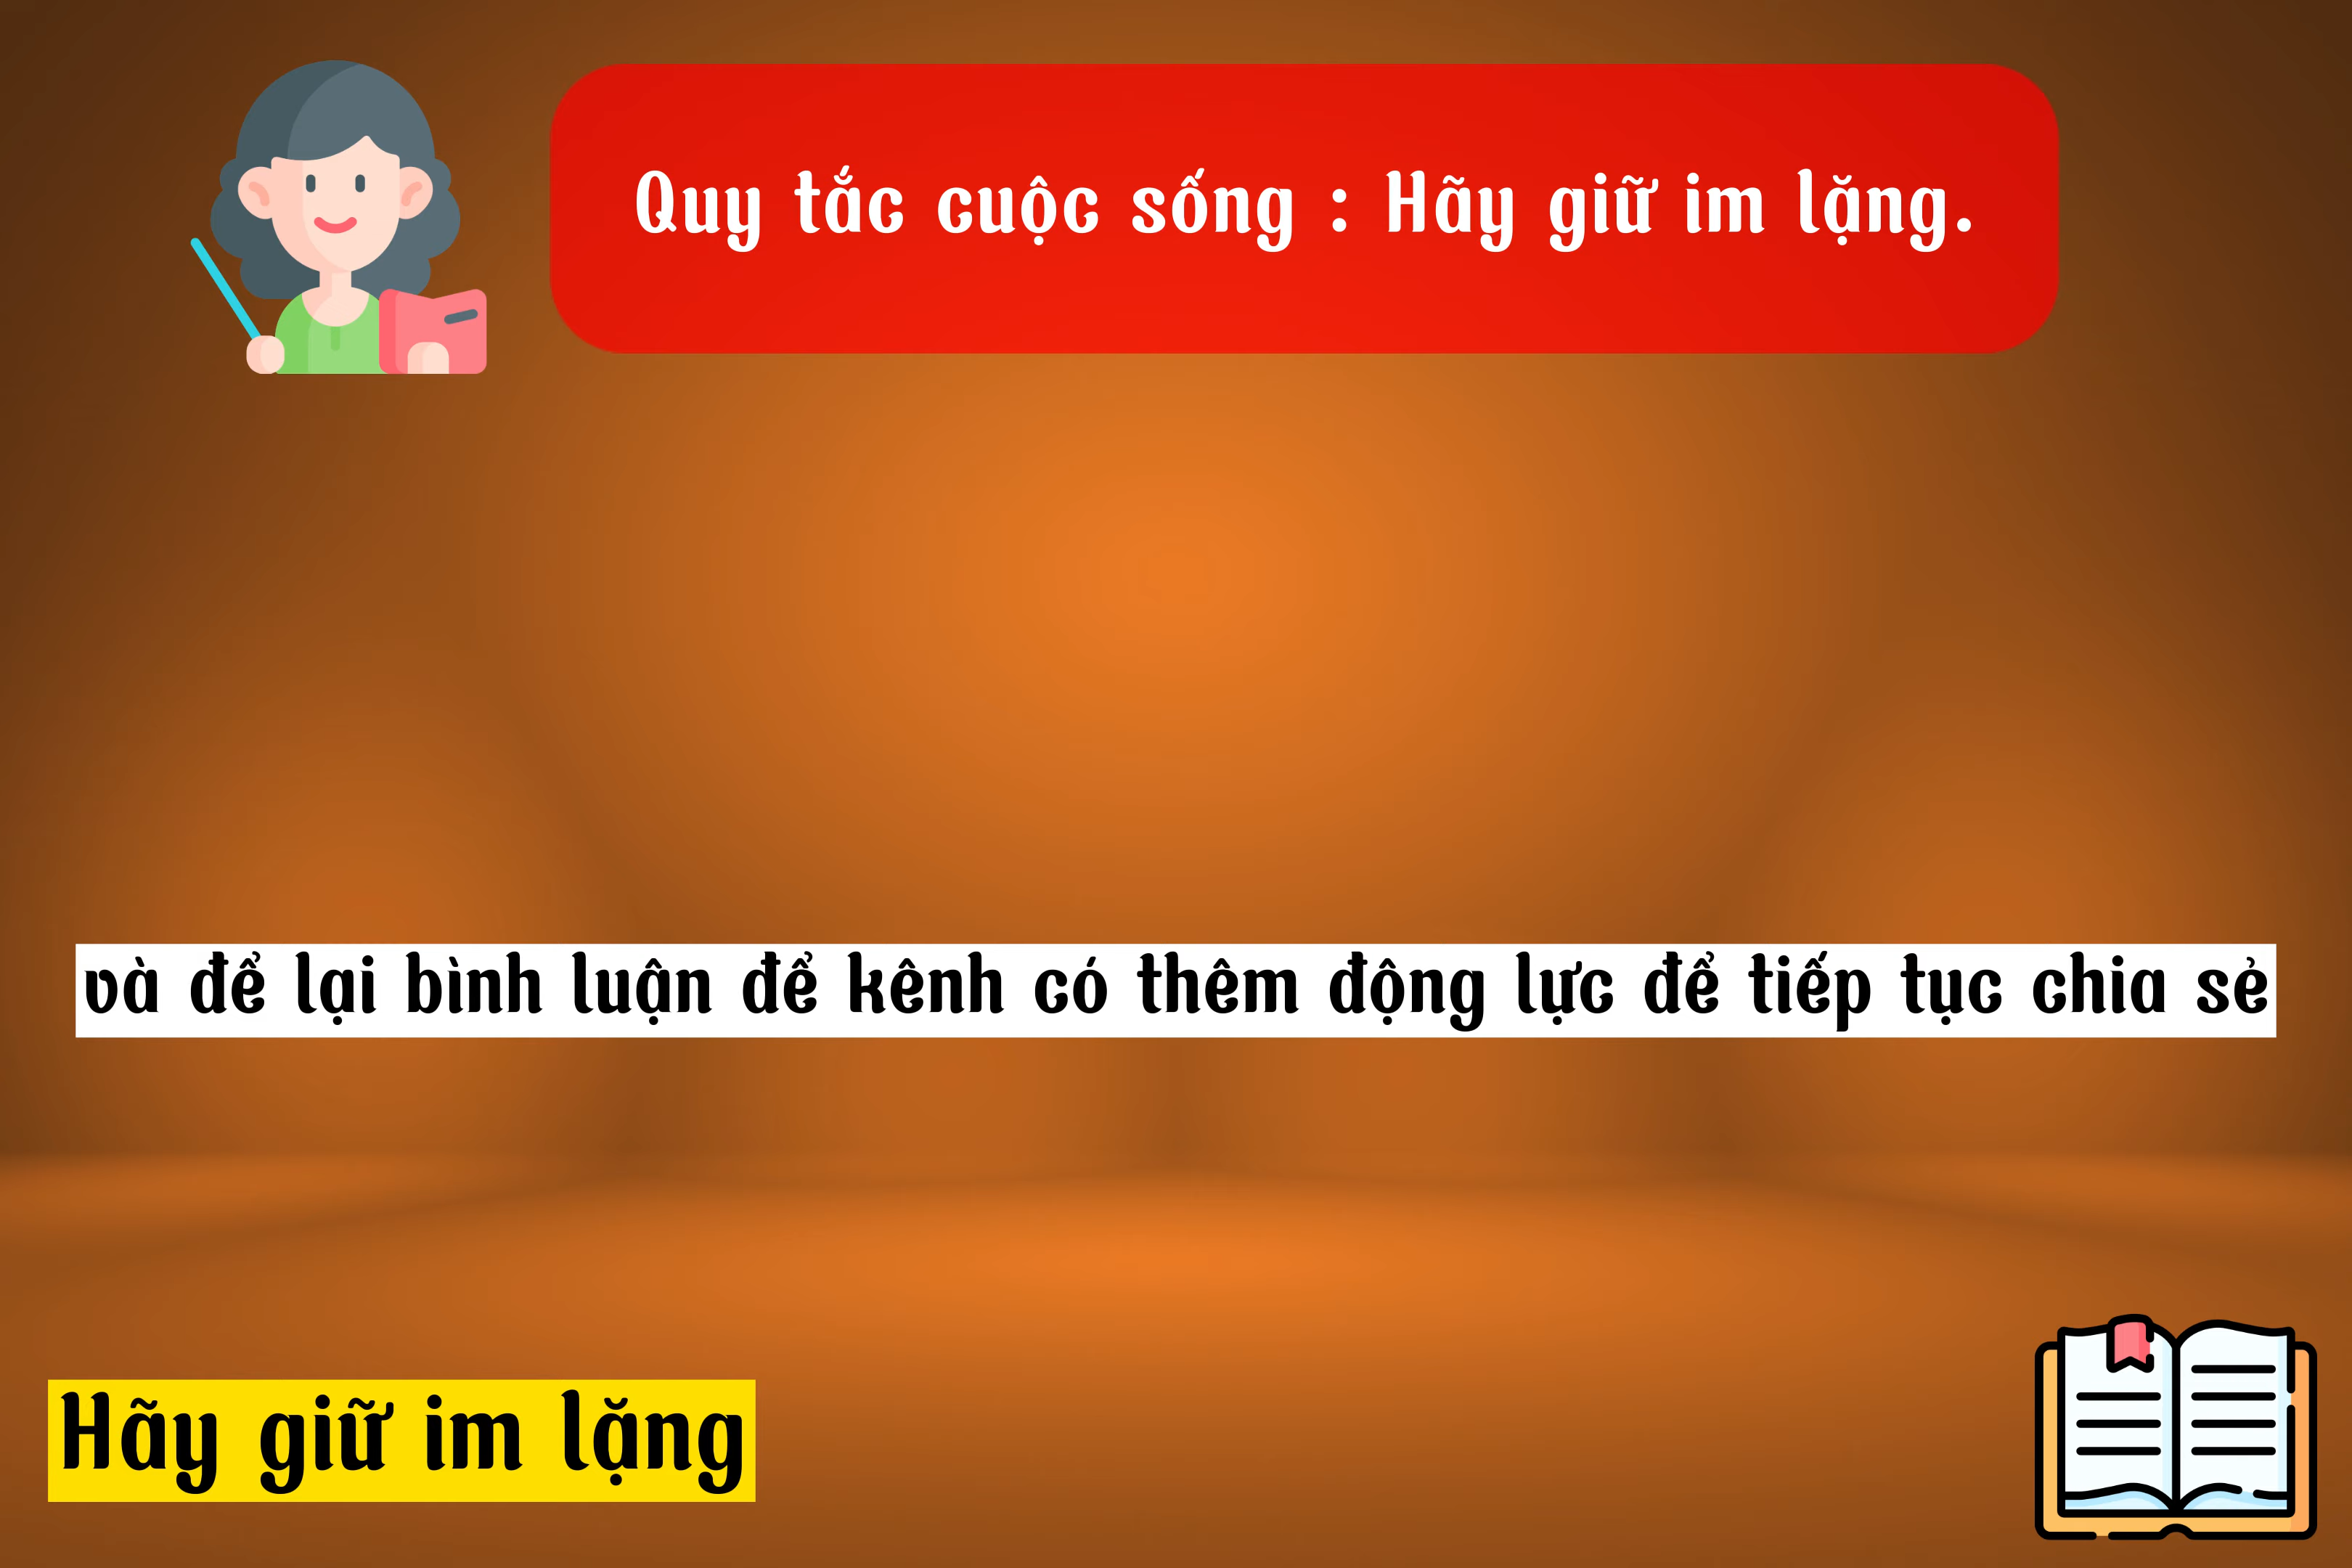 Quy tắc cuộc sống : Hãy giữ im lặng.
và để lại bình luận để kênh có thêm động lực để tiếp tục chia sẻ
Hãy giữ im lặng